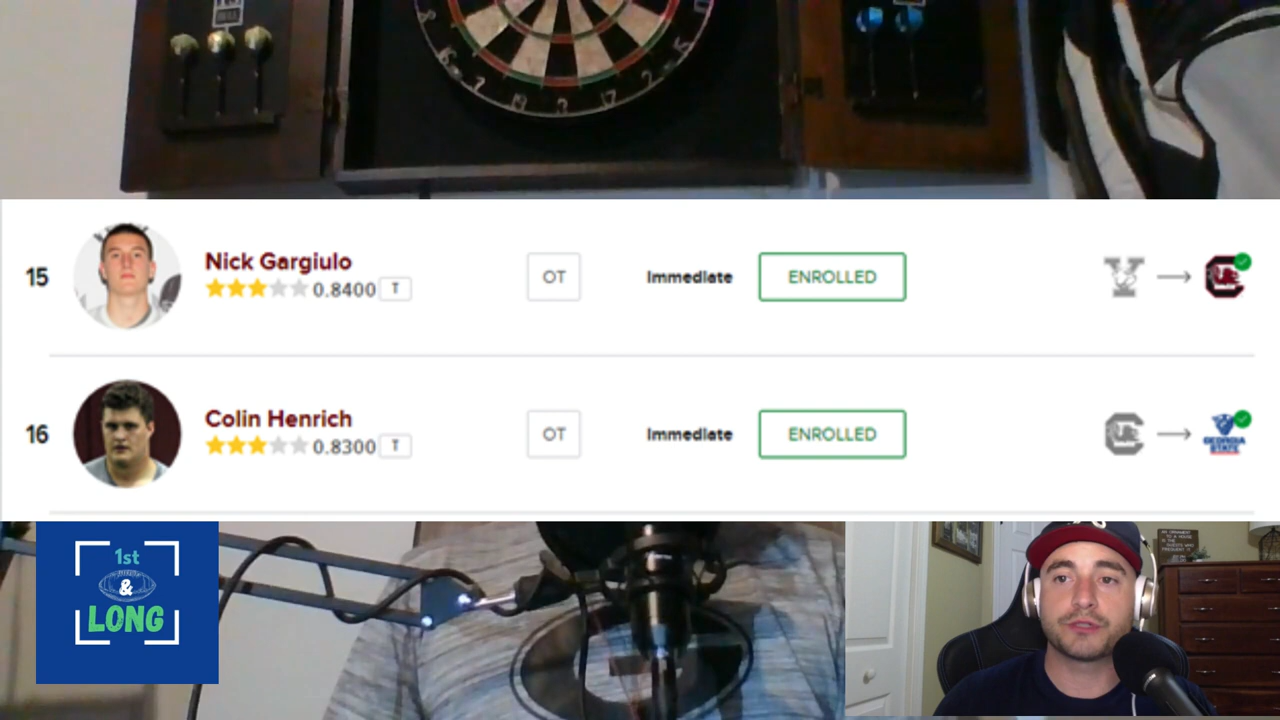 15
Nick Gargiulo
0.8400 T
OT
Immediate
ENROLLED
Y
16
Colin Henrich
0.8300 T
OT
Immediate
ENROLLED
GEORGIA
STATE
1st
&
LONG